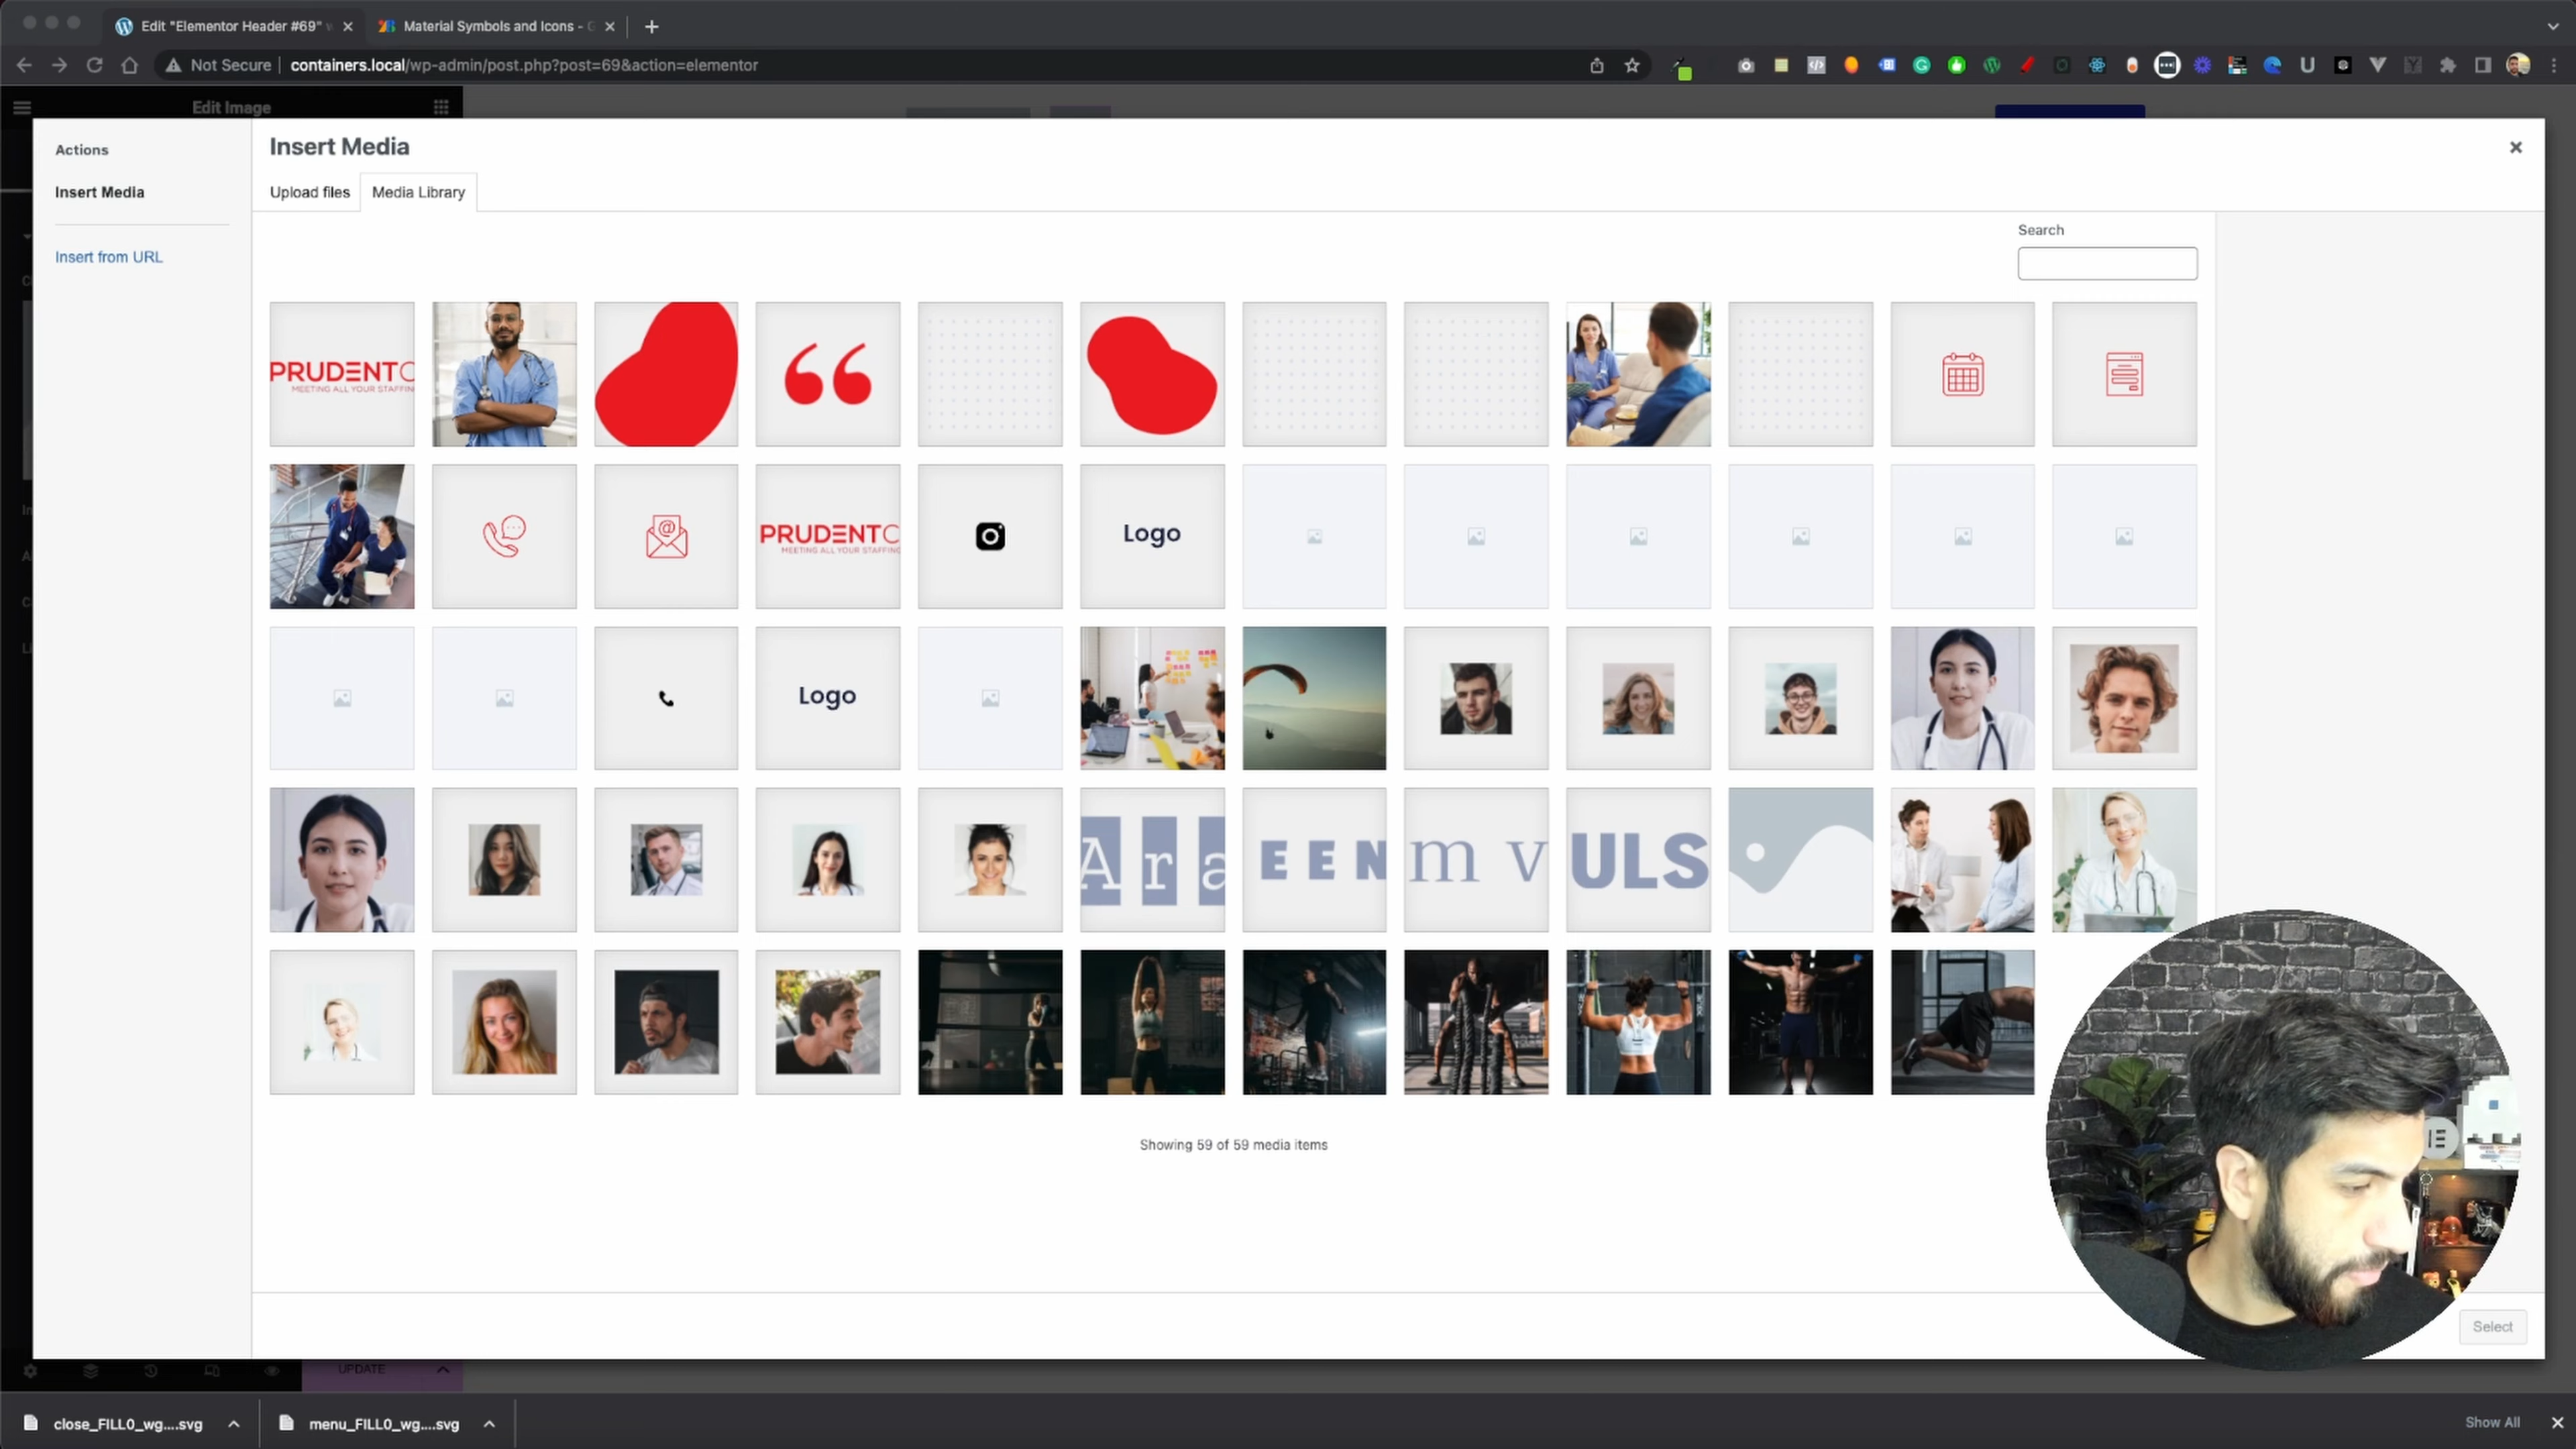 Edit "Elementor Header #69"
Material Symbols and Icons -
Not Secure
containers.local/wp-admin/post.php?post=69&action=elementor
Edit Image
Actions
Insert Media
Insert from URL
Insert Media
Upload files
Media Library
Search
PRUDENTC
MEETING ALL YOUR STAFFIN
PRUDENTC
MEETING ALL YOUR STAFFING
Logo
Logo
A r a
E E N
m v
ULS
Showing 59 of 59 media items
Select
UPDATE
close_FILL0_wg....svg
menu_FILL0_wg....svg
Show All